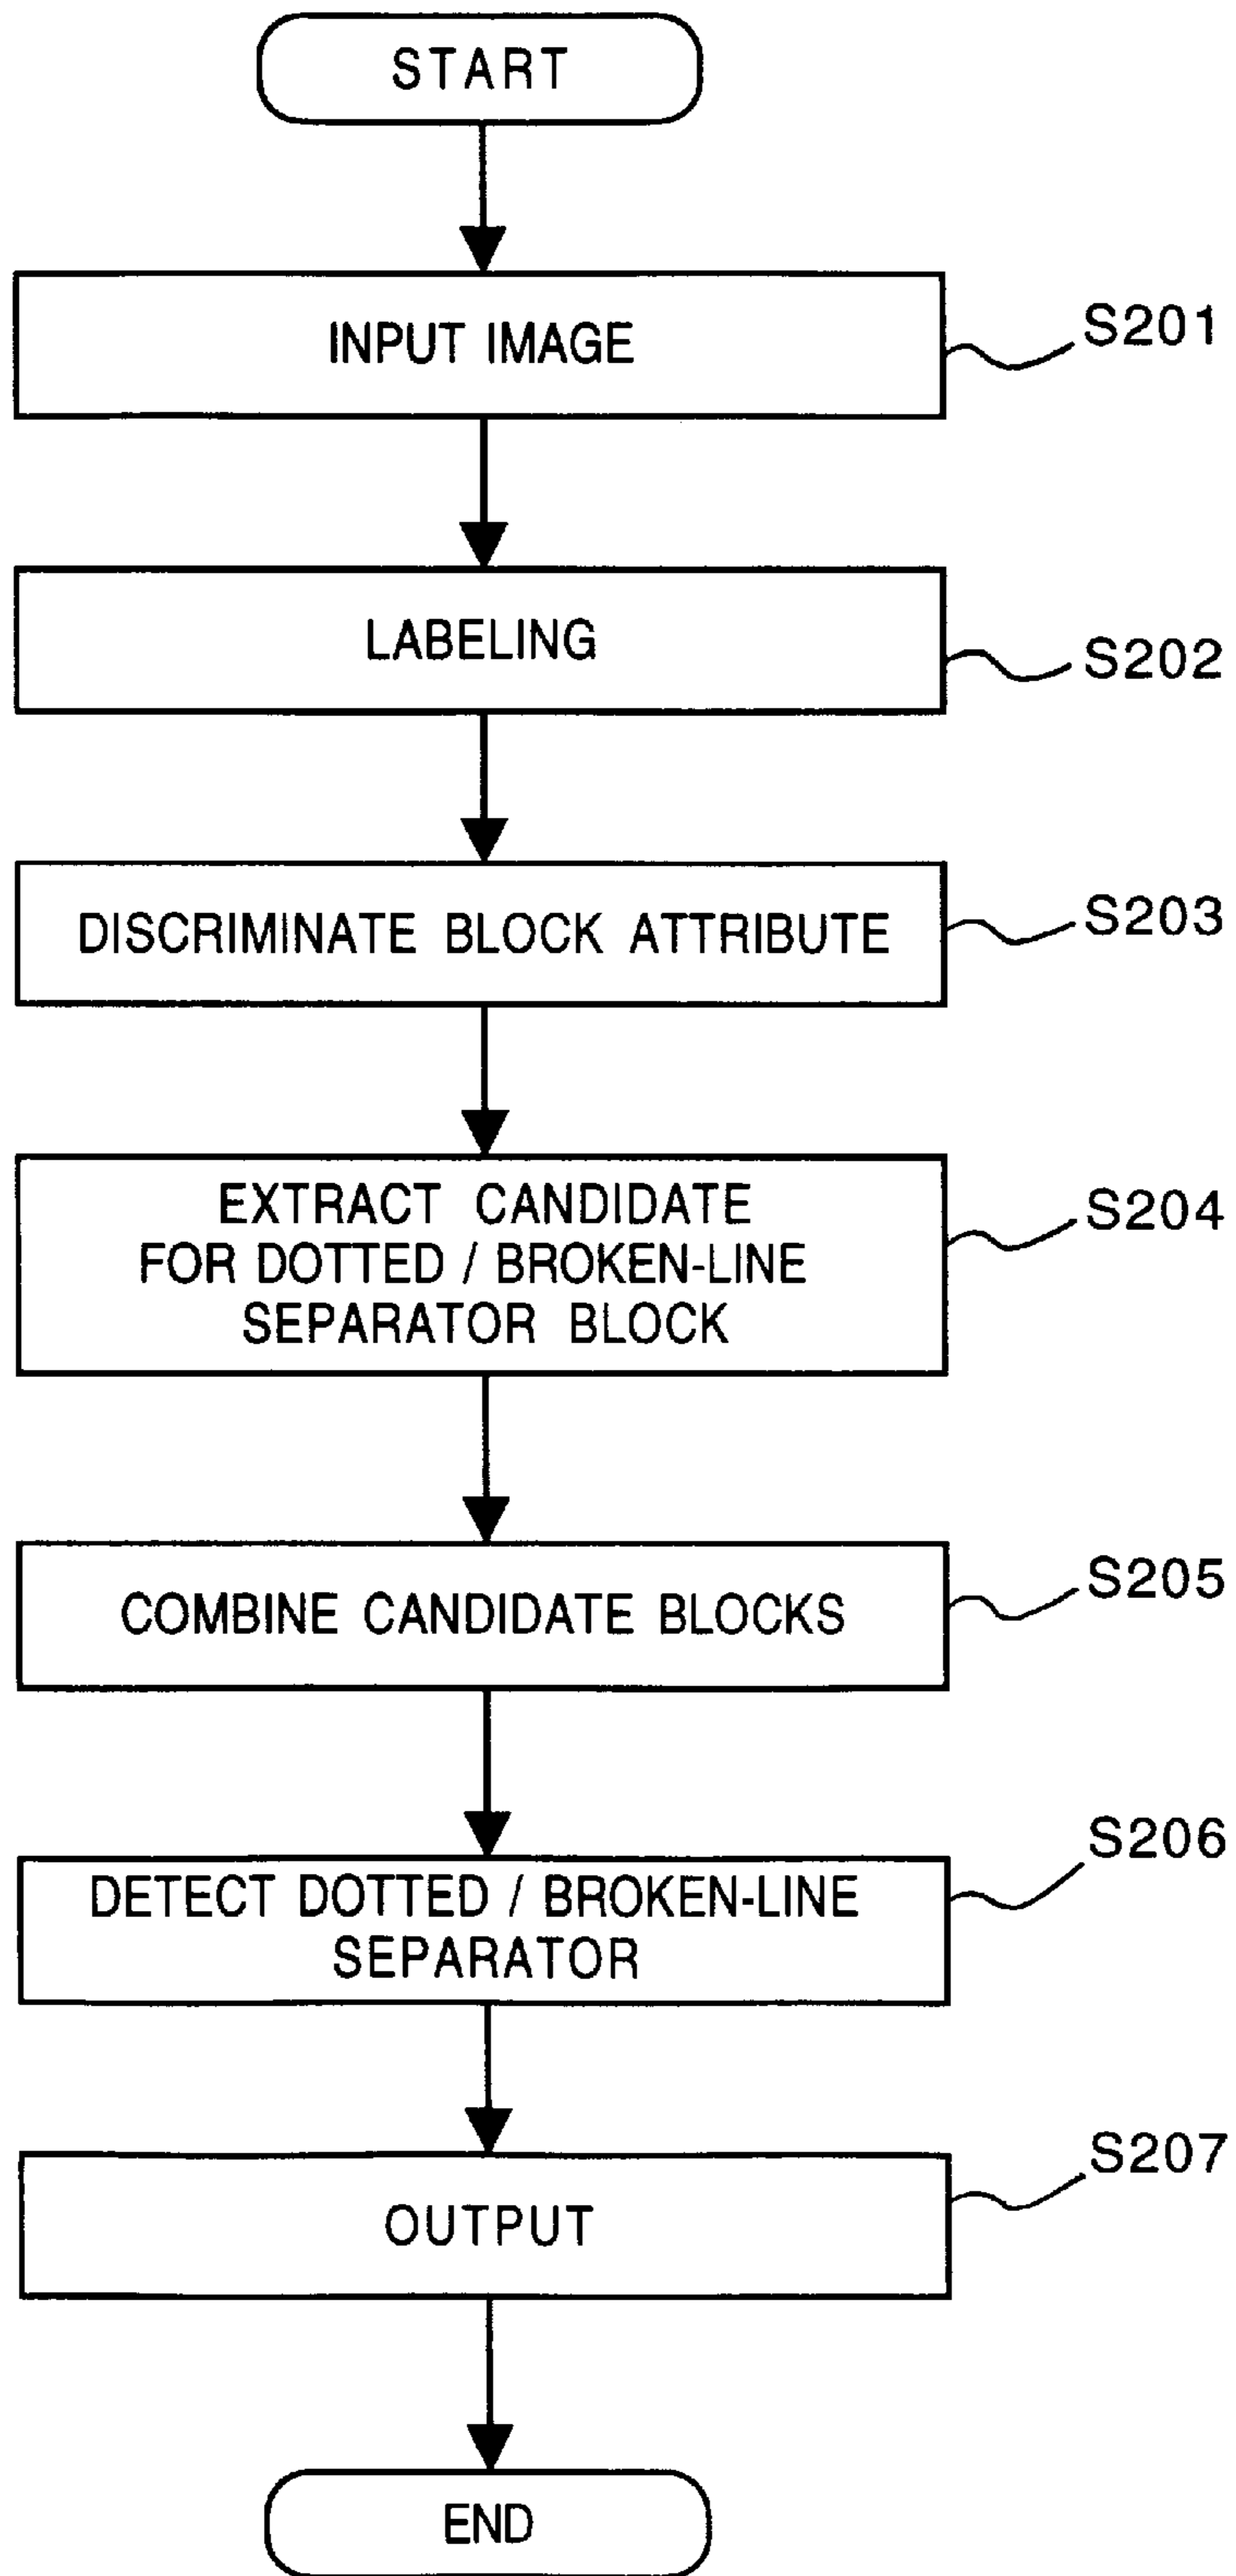 START
INPUT IMAGE
S201
LABELING
S202
DISCRIMINATE BLOCK ATTRIBUTE
S203
EXTRACT CANDIDATE
FOR DOTTED / BROKEN-LINE
SEPARATOR BLOCK
S204
COMBINE CANDIDATE BLOCKS
S205
DETECT DOTTED / BROKEN-LINE
SEPARATOR
S206
OUTPUT
S207
END